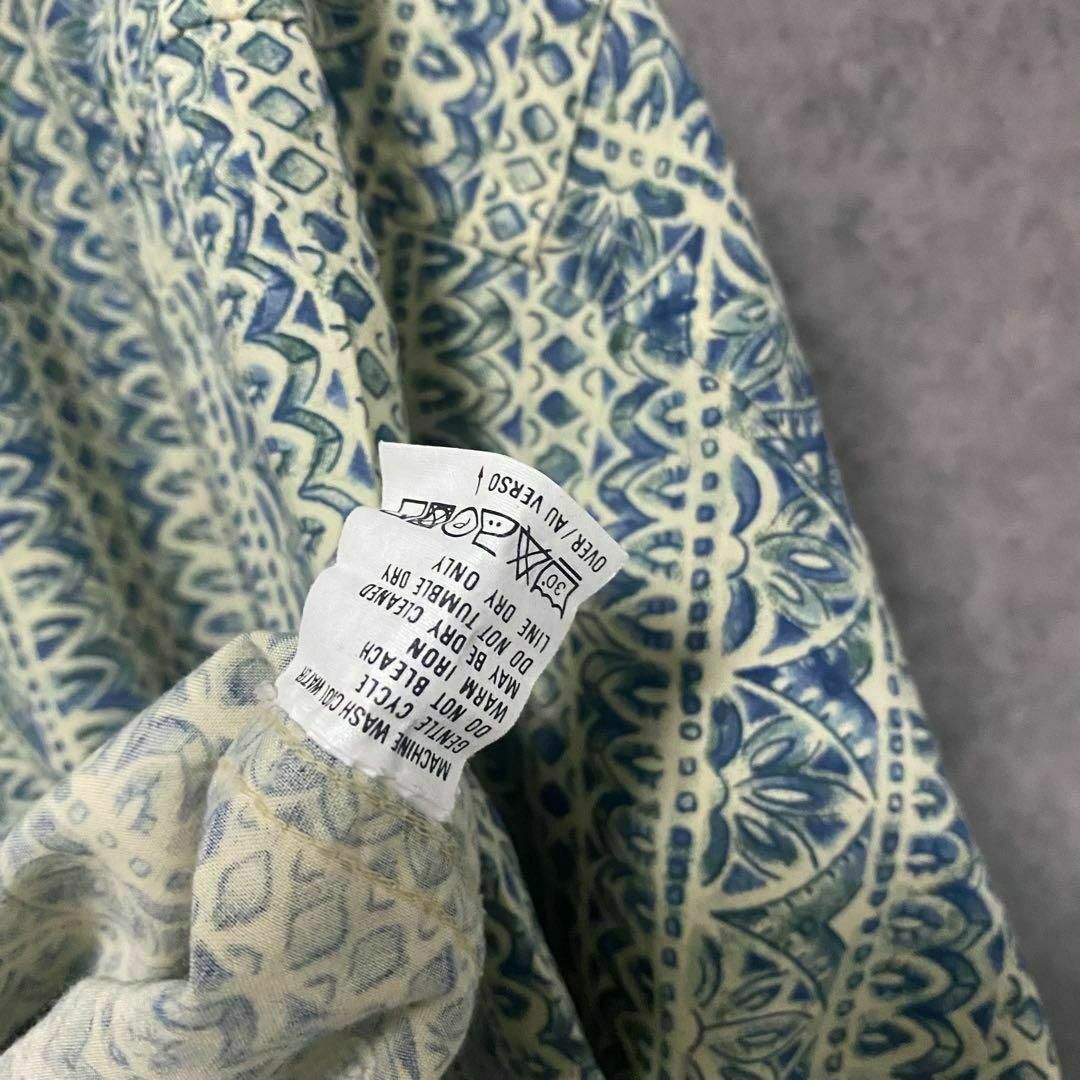 MACHINE WASH COOL WATER
GENTLE CYCLE
DO NOT BLEACH
WARM IRON
MAY BE DRY CLEANED
DO NOT TUMBLE DRY
LINE DRY ONLY
30°
P
OVER / AU VERSO ↑